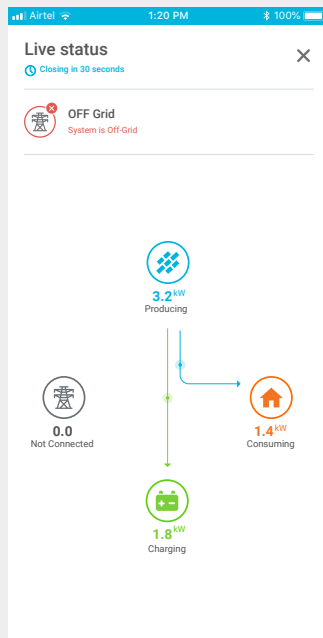 Airtel 1:20 PM 100%
Live status
Closing in 30 seconds
OFF Grid
System is Off-Grid
3.2 kW
Producing
0.0
Not Connected
1.4 kW
Consuming
1.8 kW
Charging